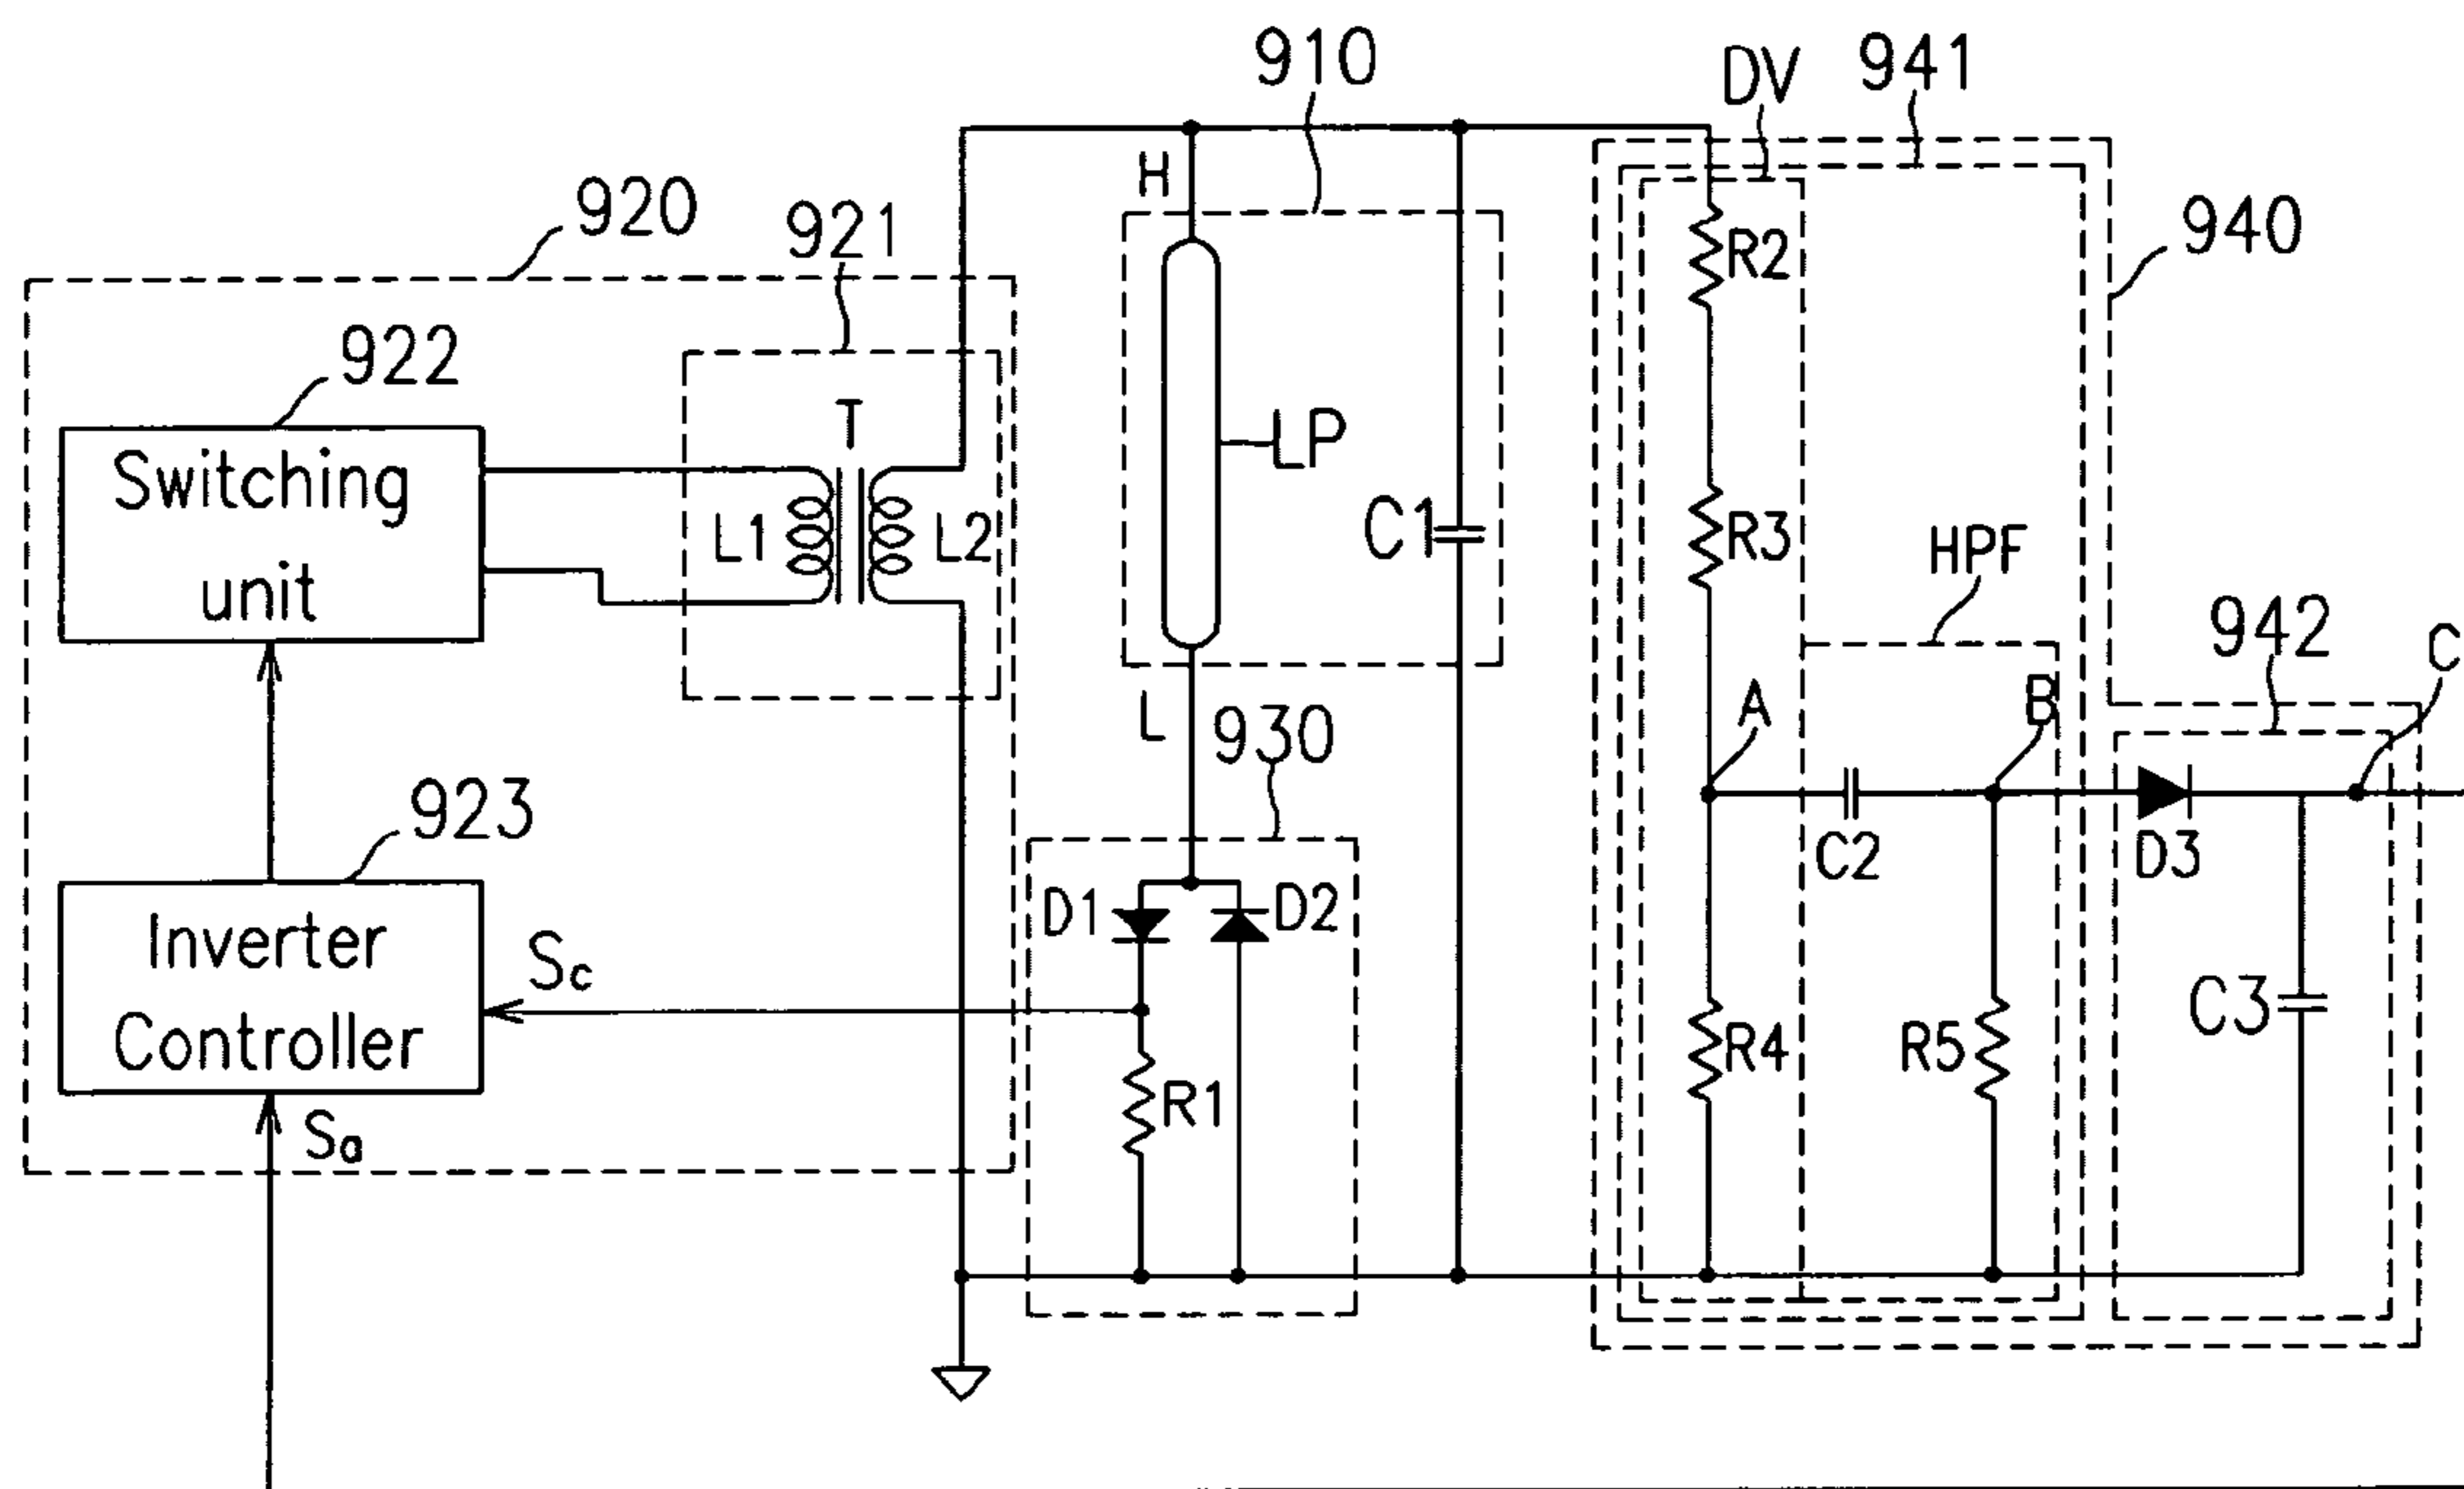 910
DV
941
920
921
H
940
R2
922
T
LP
Switching
unit
L1
L2
C1
R3
HPF
942
C
L
930
A
B
923
D1
D2
C2
D3
Inverter
Controller
Sc
R1
R4
R5
C3
Sa